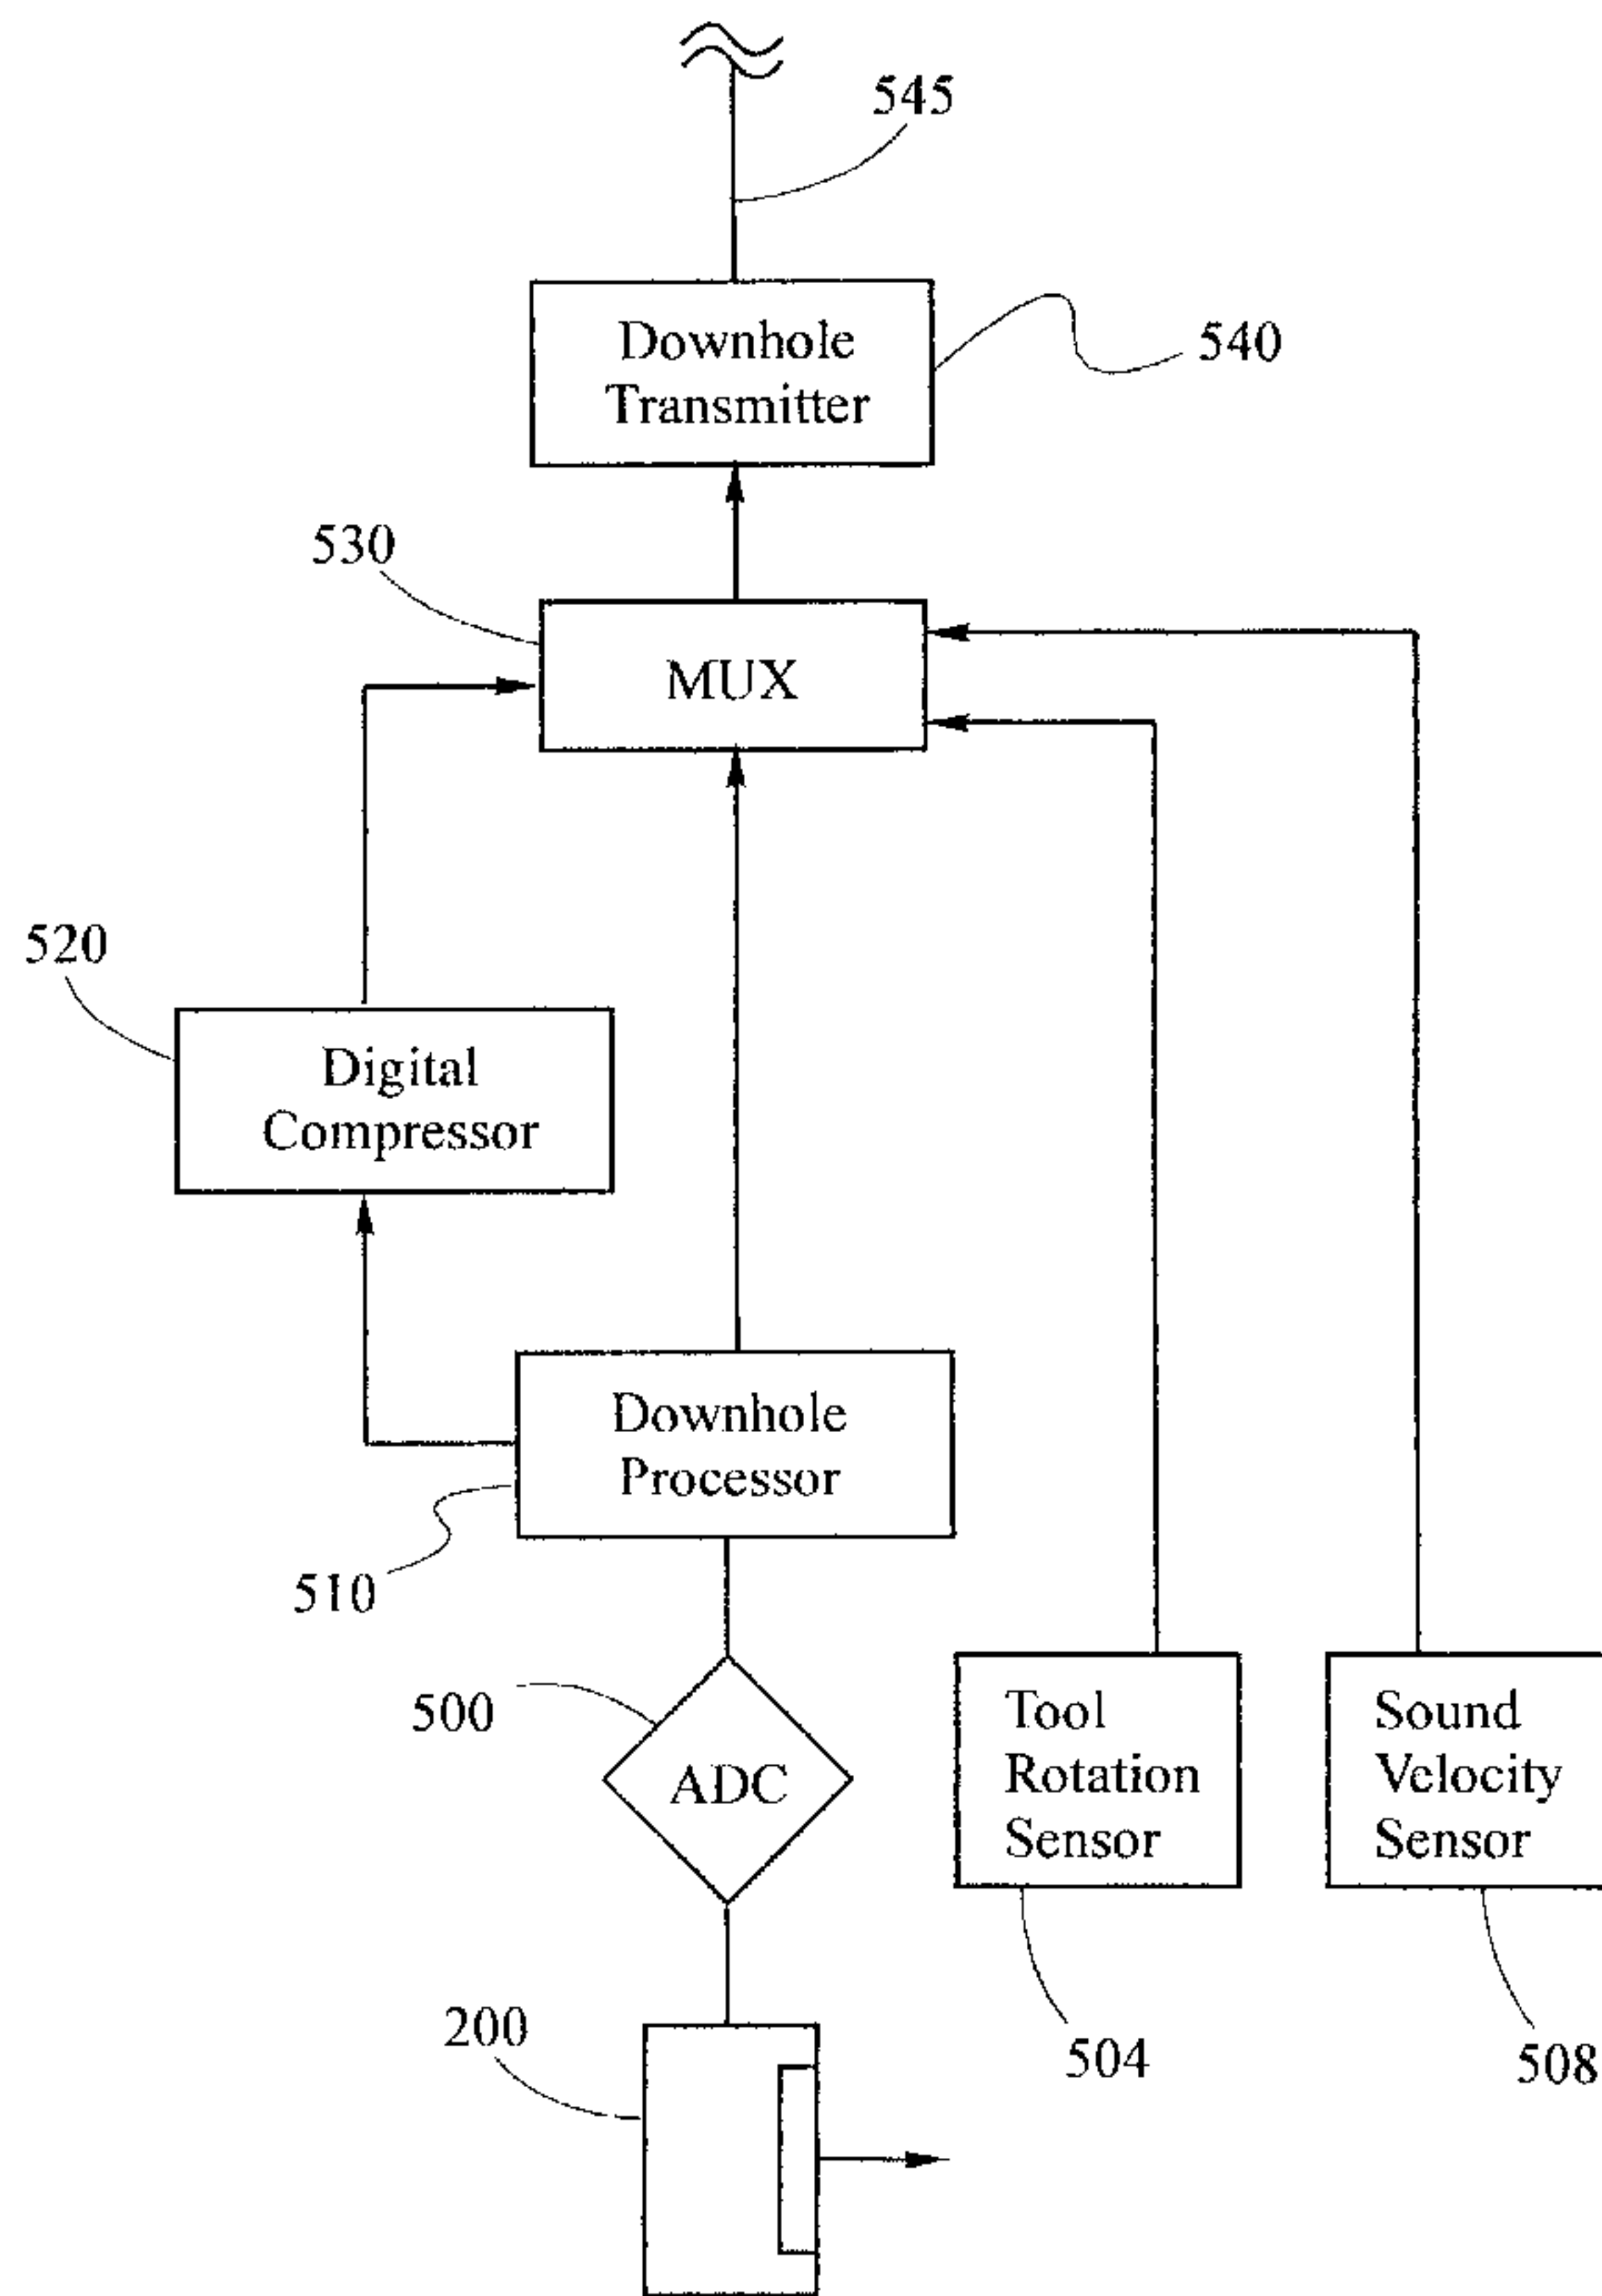 545
Downhole
Transmitter
540
530
MUX
520
Digital
Compressor
Downhole
Processor
510
500
ADC
Tool
Rotation
Sensor
Sound
Velocity
Sensor
200
504
508